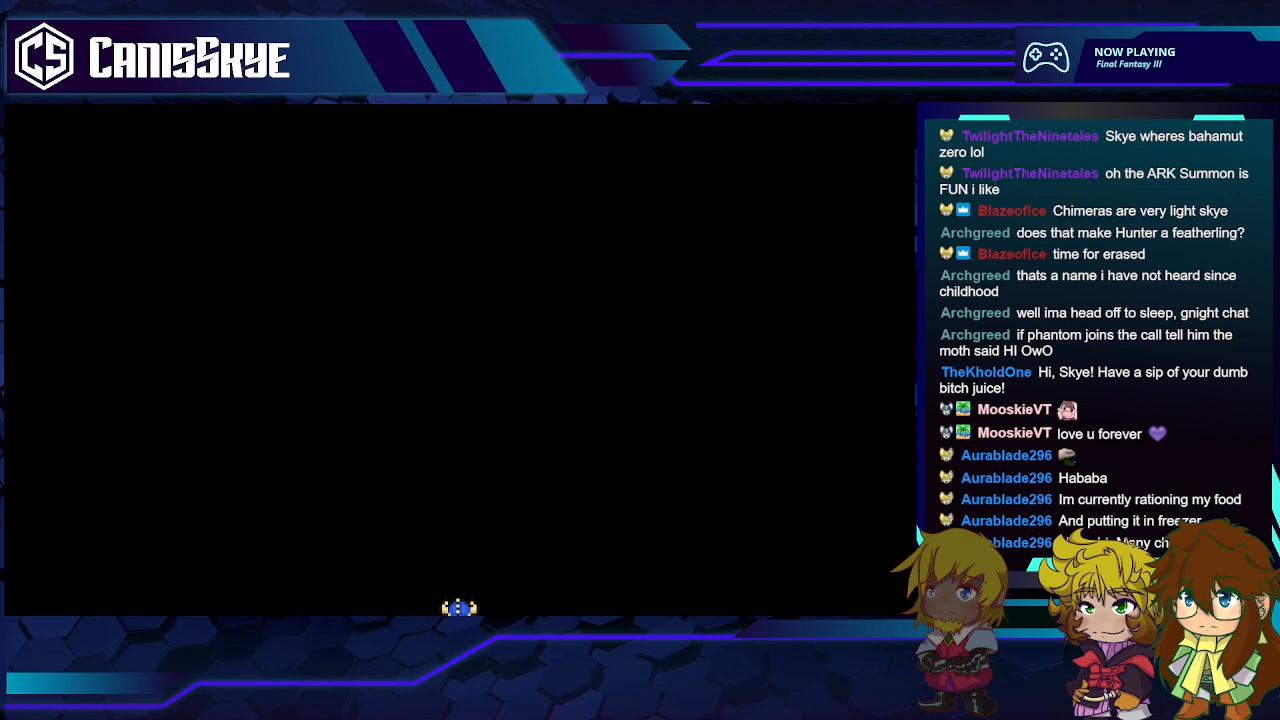 CS CanisSkye
NOW PLAYING
Final Fantasy III
TwilightTheNinetales Skye wheres bahamut
zero lol
TwilightTheNinetales oh the ARK Summon is
FUN i like
BlazeofIce Chimeras are very light skye
Archgreed does that make Hunter a featherling?
BlazeofIce time for erased
Archgreed thats a name i have not heard since
childhood
Archgreed well ima head off to sleep, gnight chat
Archgreed if phantom joins the call tell him the
moth said HI OwO
TheKholdOne Hi, Skye! Have a sip of your dumb
bitch juice!
MooskieVT
MooskieVT love u forever
Aurablade296
Aurablade296 Hababa
Aurablade296 Im currently rationing my food
Aurablade296 And putting it in freezer